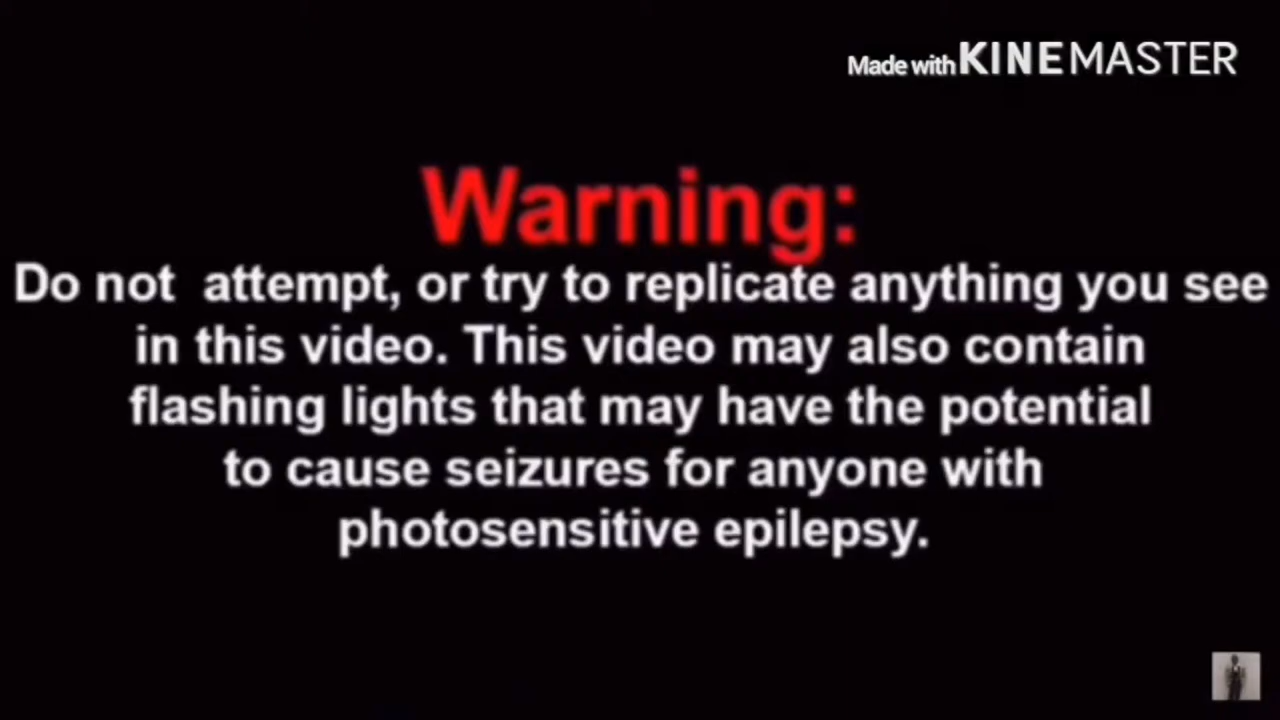 Made with KINEMASTER
Warning:
Do not  attempt, or try to replicate anything you see
in this video. This video may also contain
flashing lights that may have the potential
to cause seizures for anyone with
photosensitive epilepsy.